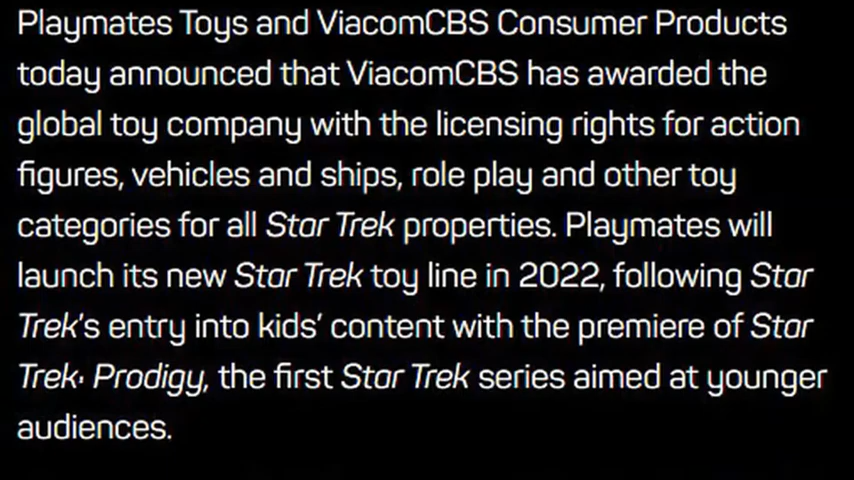 Playmates Toys and ViacomCBS Consumer Products
today announced that ViacomCBS has awarded the
global toy company with the licensing rights for action
figures, vehicles and ships, role play and other toy
categories for all Star Trek properties. Playmates will
launch its new Star Trek toy line in 2022, following Star
Trek's entry into kids' content with the premiere of Star
Trek: Prodigy, the first Star Trek series aimed at younger
audiences.